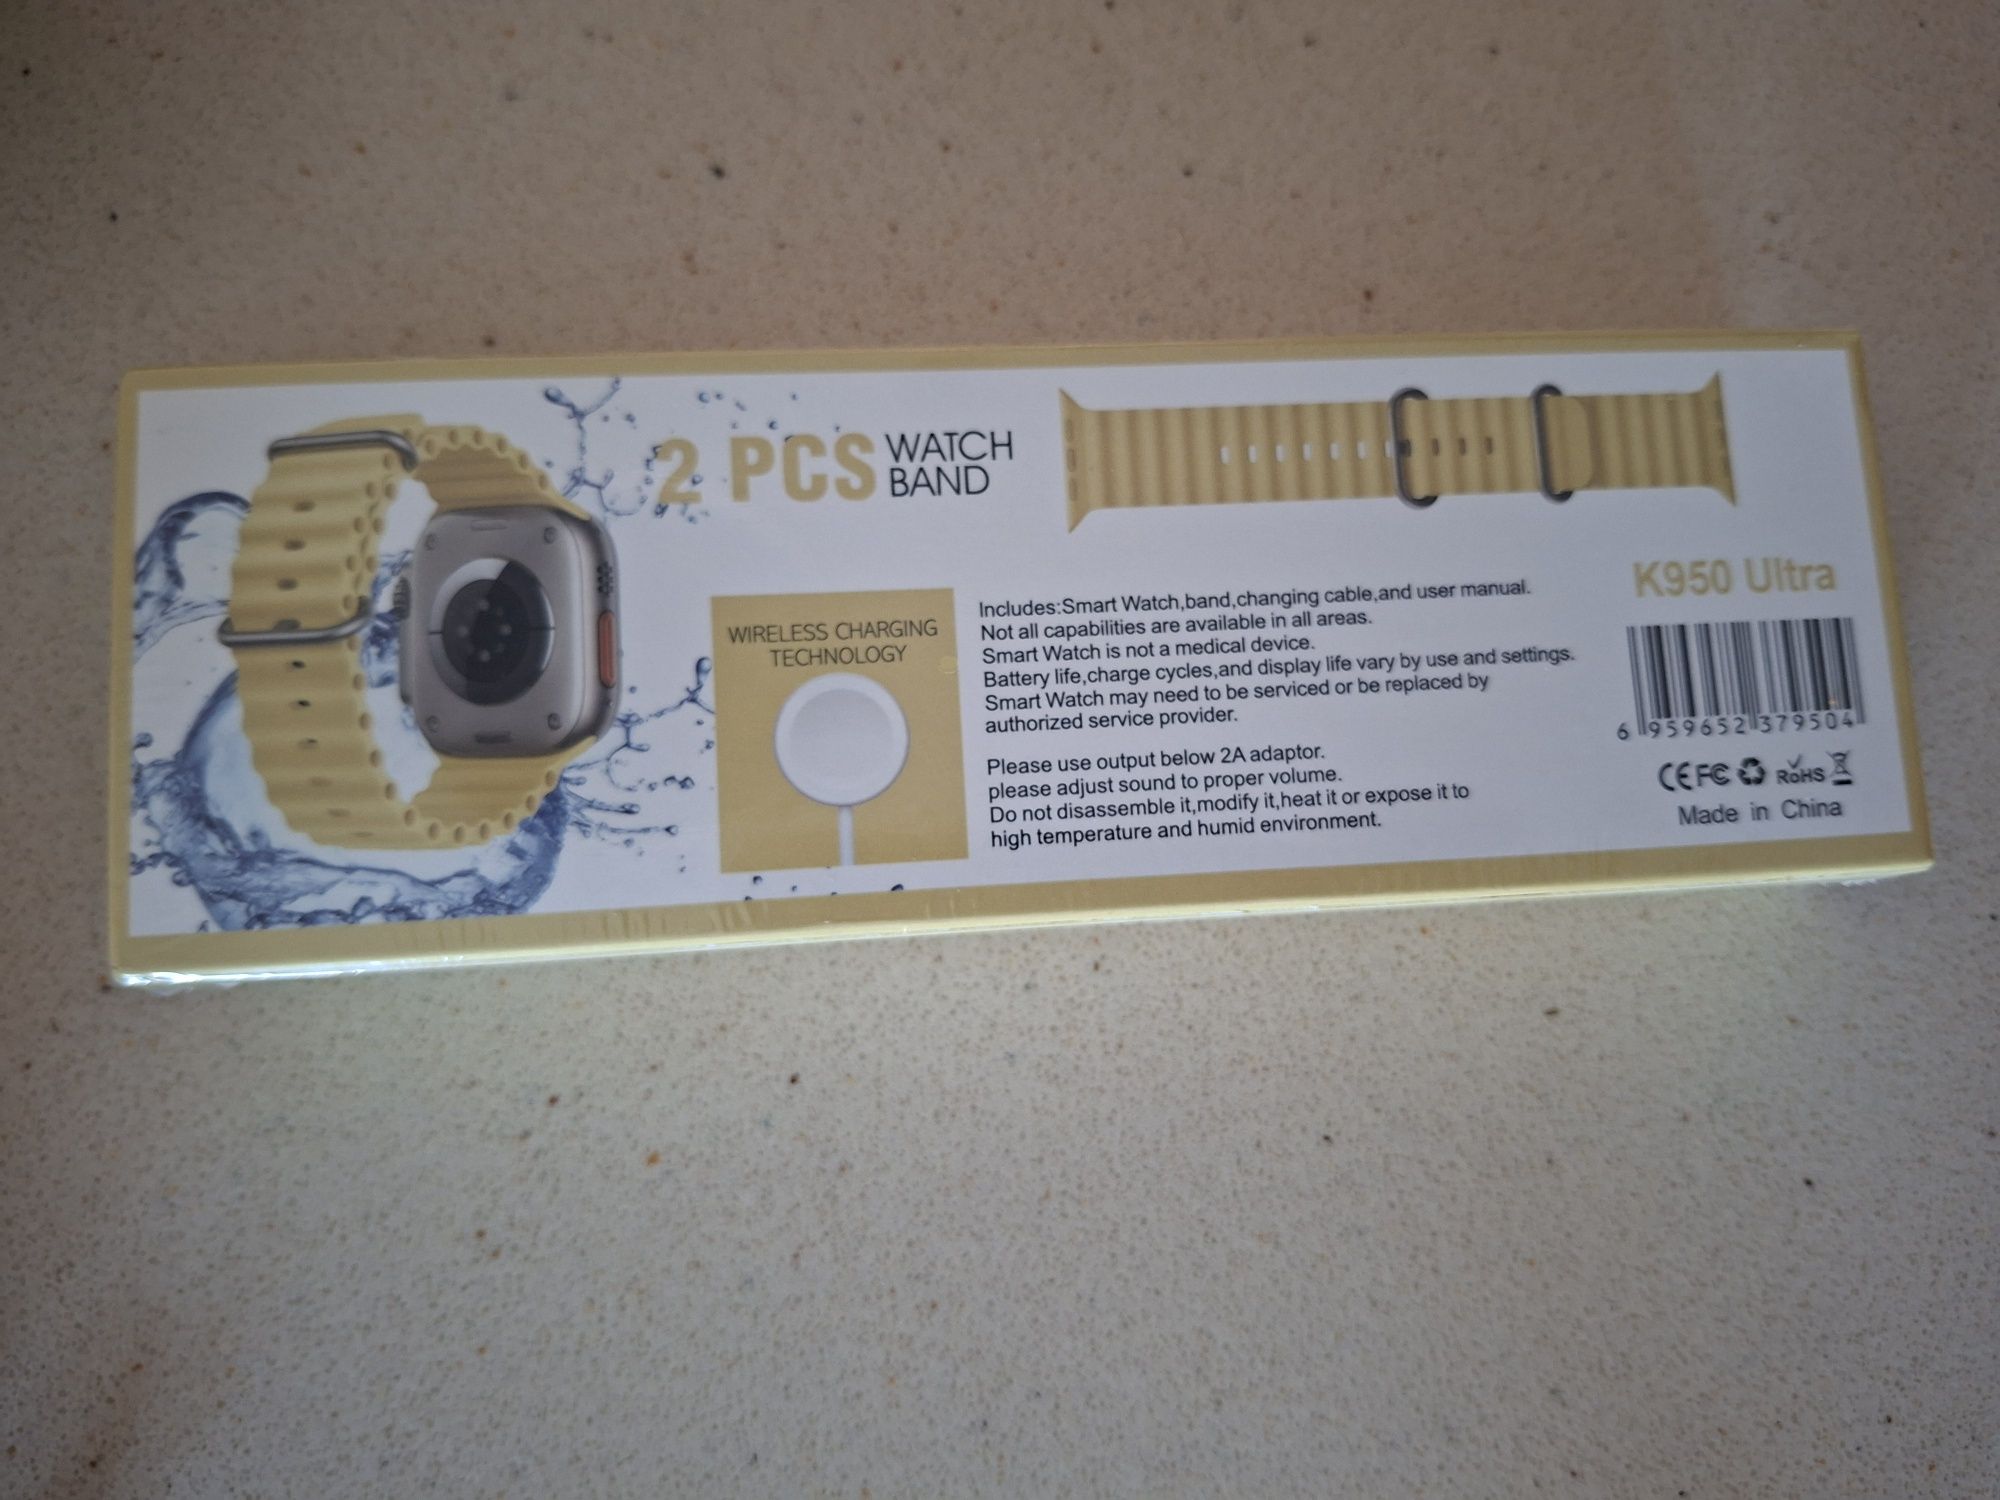 2 PCS WATCH
BAND
WIRELESS CHARGING
TECHNOLOGY
Includes:Smart Watch,band,changing cable,and user manual.
Not all capabilities are available in all areas.
Smart Watch is not a medical device.
Battery life,charge cycles,and display life vary by use and settings.
Smart Watch may need to be serviced or be replaced by
authorized service provider.
Please use output below 2A adaptor.
please adjust sound to proper volume.
Do not disassemble it,modify it,heat it or expose it to
high temperature and humid environment.
K950 Ultra
6 959652 379504
CE FC RoHS
Made in China